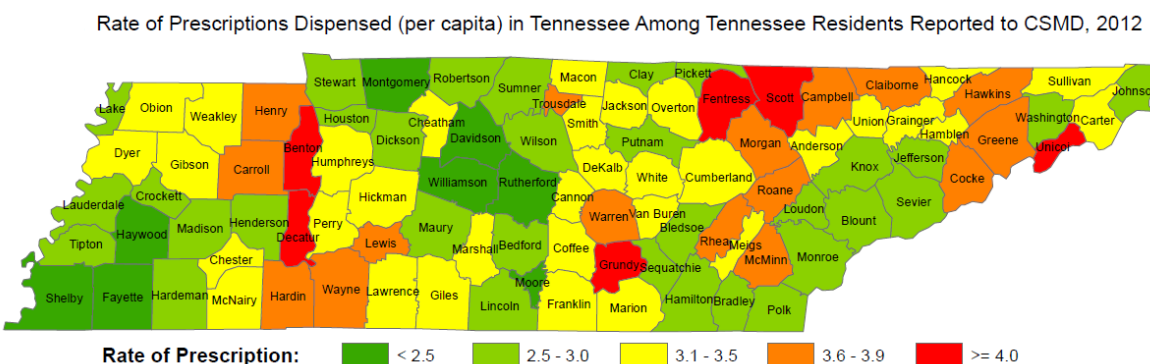 Rate of Prescriptions Dispensed (per capita) in Tennessee Among Tennessee Residents Reported to CSMD, 2012
Stewart
Montgomery
Robertson
Sumner
Macon
Clay
Pickett
Fentress
Scott
Campbell
Claiborne
Hancock
Hawkins
Sullivan
Johnso
Lake
Obion
Weakley
Henry
Houston
Cheatham
Trousdale
Jackson
Overton
Union
Grainger
Hamblen
Washington
Carter
Smith
Davidson
Wilson
Dickson
Putnam
Morgan
Anderson
Greene
Unicoi
Dyer
Gibson
Carroll
Benton
Humphreys
DeKalb
White
Cumberland
Knox
Jefferson
Cocke
Crockett
Lauderdale
Williamson
Rutherford
Hickman
Cannon
Roane
Loudon
Blount
Sevier
Haywood
Madison
Henderson
Decatur
Perry
Lewis
Maury
Warren
Van Buren
Bledsoe
Rhea
Meigs
McMinn
Monroe
Tipton
Chester
Marshall
Bedford
Coffee
Grundy
Sequatchie
Shelby
Fayette
Hardeman
McNairy
Hardin
Wayne
Lawrence
Giles
Lincoln
Moore
Franklin
Marion
Hamilton
Bradley
Polk
Rate of Prescription: < 2.5 2.5 - 3.0 3.1 - 3.5 3.6 - 3.9 >= 4.0